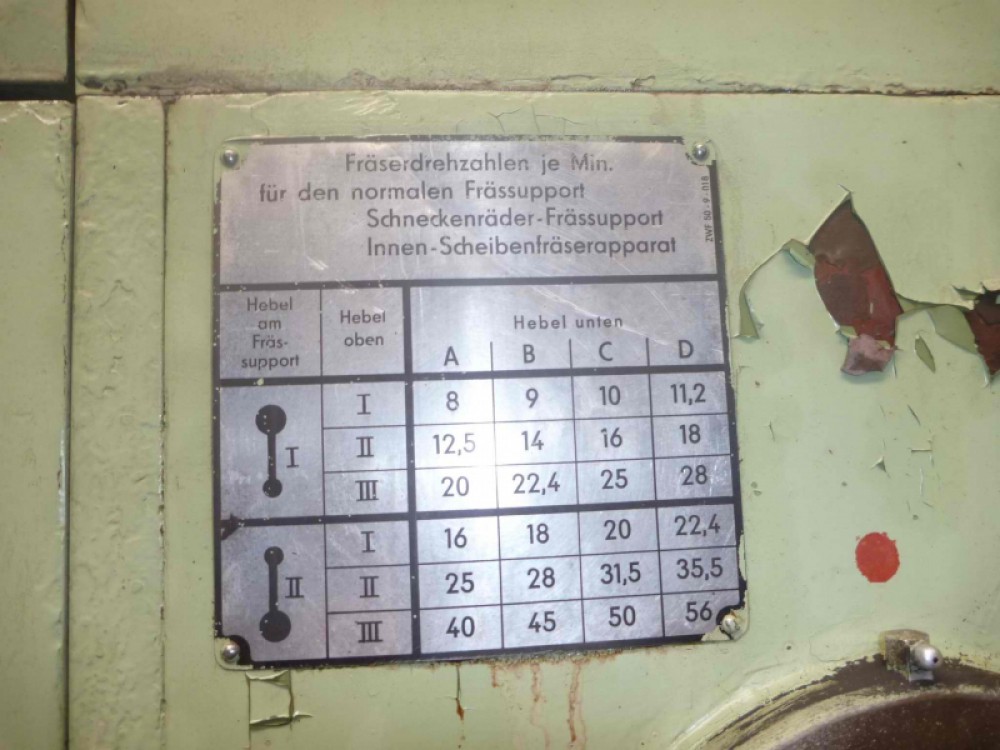 Fräserdrehzahlen je Min.
für den normalen Frässupport
Schneckenräder-Frässupport
Innen-Scheibenfräserapparat
ZWF 50-9-018
Hebel
am
Fräs-
support
Hebel
oben
Hebel unten
A B C D
I
I 8 9 10 11,2
II 12,5 14 16 18
III 20 22,4 25 28
II
I 16 18 20 22,4
II 25 28 31,5 35,5
III 40 45 50 56